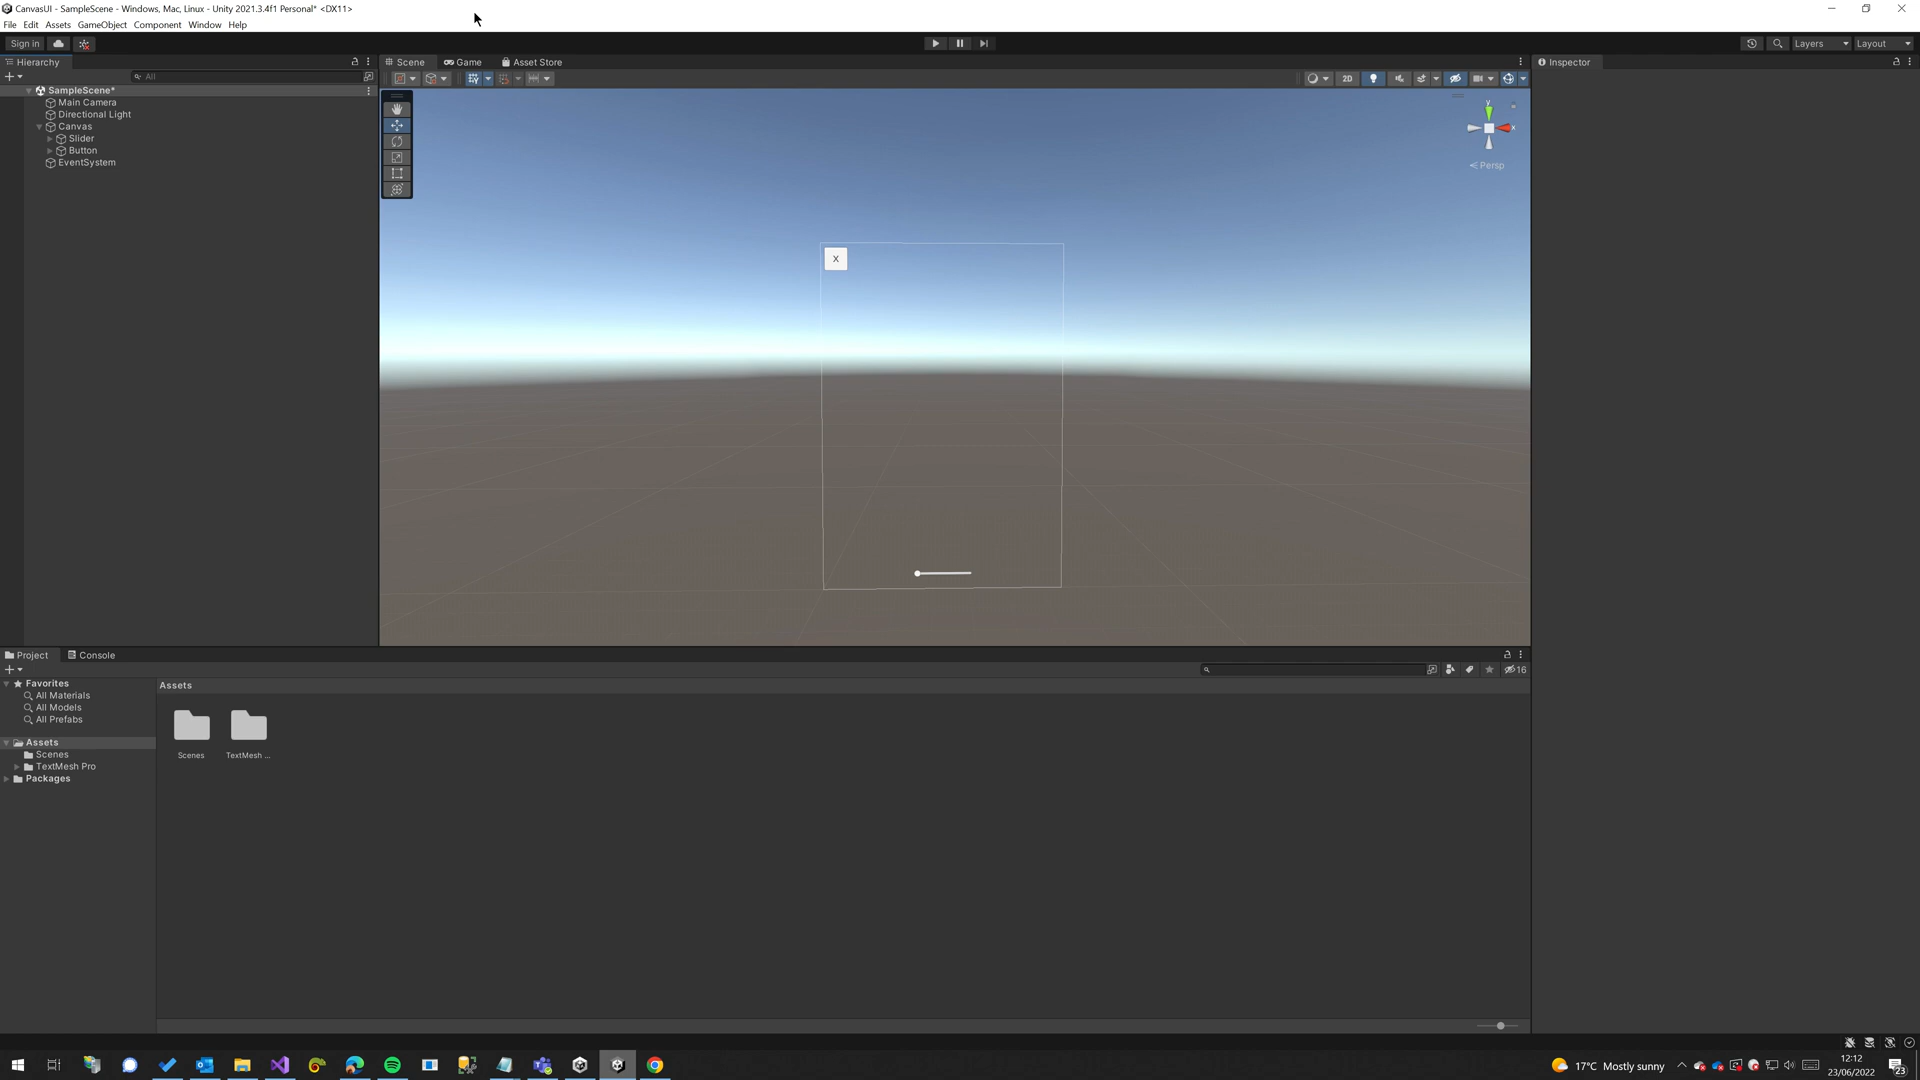 CanvasUI - SampleScene - Windows, Mac, Linux - Unity 2021.3.4f1 Personal* <DX11>
File Edit Assets GameObject Component Window Help
Sign in
Layers
Layout
Hierarchy
All
SampleScene*
Main Camera
Directional Light
Canvas
Slider
Button
EventSystem
Scene
Game
Asset Store
2D
y
x
Persp
X
Inspector
Project
Console
16
Favorites
All Materials
All Models
All Prefabs
Assets
Scenes
TextMesh Pro
Packages
Assets
Scenes
TextMesh ...
17°C Mostly sunny
12:12
23/06/2022
23